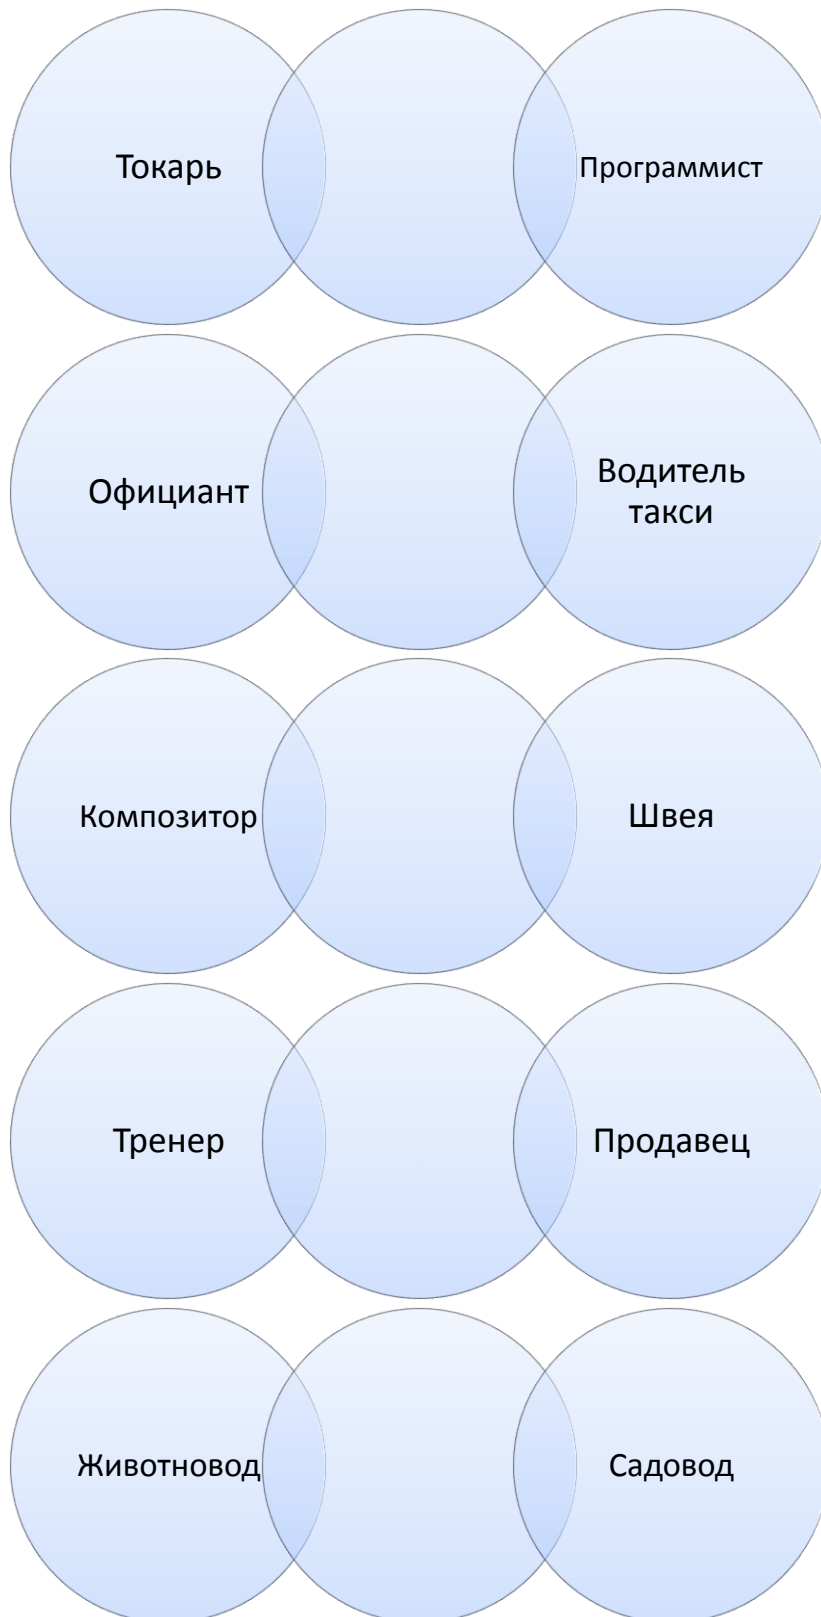 Токарь
Программист
Официант
Водитель
такси
Композитор
Швея
Тренер
Продавец
Животновод
Садовод